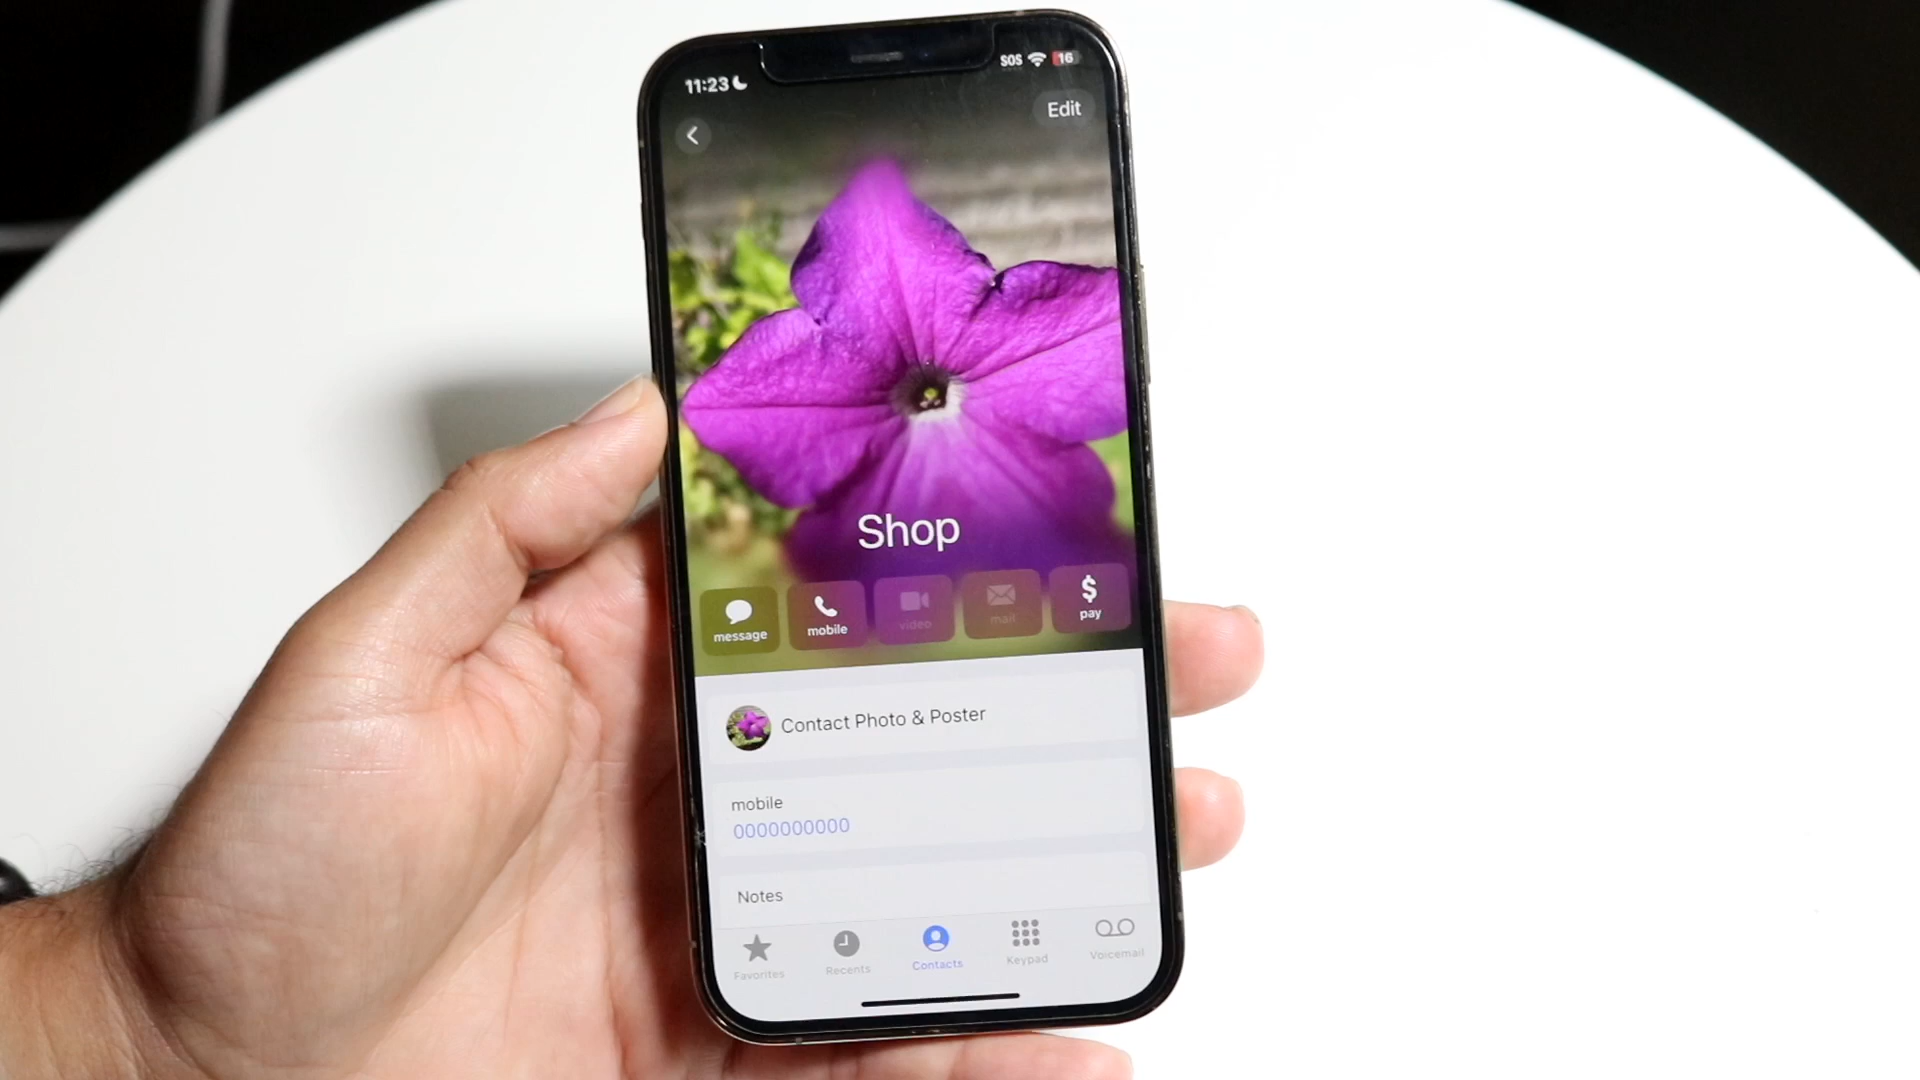 11:23
SOS
16
Edit
Shop
message
mobile
video
mail
pay
Contact Photo & Poster
mobile
0000000000
Notes
Favorites
Recents
Contacts
Keypad
Voicemail